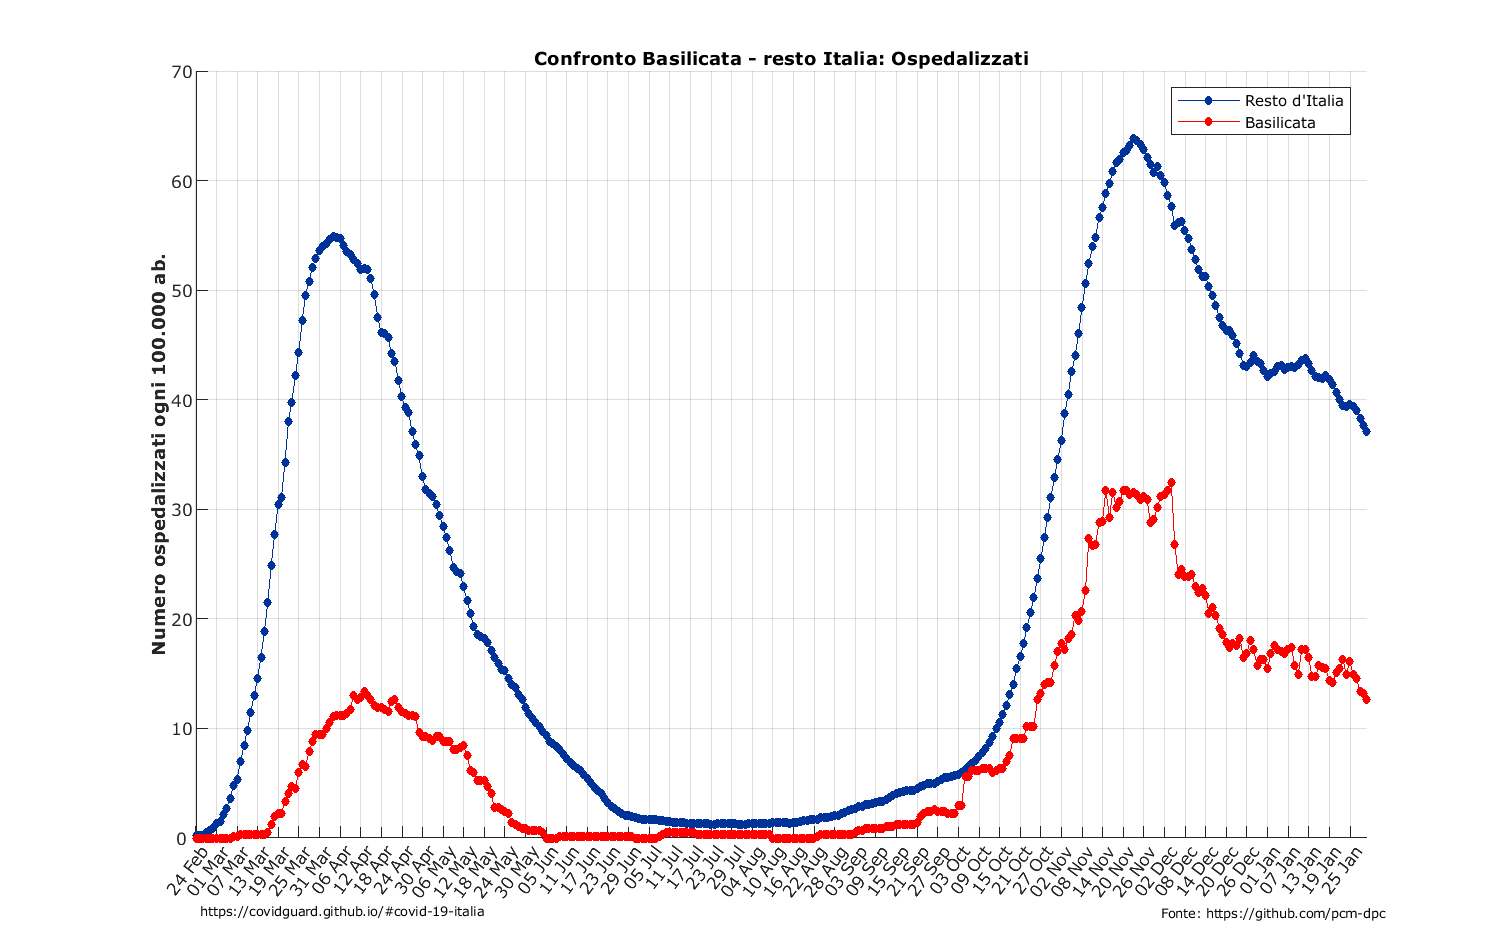 Confronto Basilicata - resto Italia: Ospedalizzati
70
60
50
40
30
20
10
0
Numero ospedalizzati ogni 100.000 ab.
Resto d'Italia
Basilicata
24 Feb
01 Mar
07 Mar
13 Mar
19 Mar
25 Mar
31 Mar
06 Apr
12 Apr
18 Apr
24 Apr
30 Apr
06 May
12 May
18 May
24 May
30 May
05 Jun
11 Jun
17 Jun
23 Jun
29 Jun
05 Jul
11 Jul
17 Jul
23 Jul
29 Jul
04 Aug
10 Aug
16 Aug
22 Aug
28 Aug
03 Sep
09 Sep
15 Sep
21 Sep
27 Sep
03 Oct
09 Oct
15 Oct
21 Oct
27 Oct
02 Nov
08 Nov
14 Nov
20 Nov
26 Nov
02 Dec
08 Dec
14 Dec
20 Dec
26 Dec
01 Jan
07 Jan
13 Jan
19 Jan
25 Jan
https://covidguard.github.io/#covid-19-italia
Fonte: https://github.com/pcm-dpc